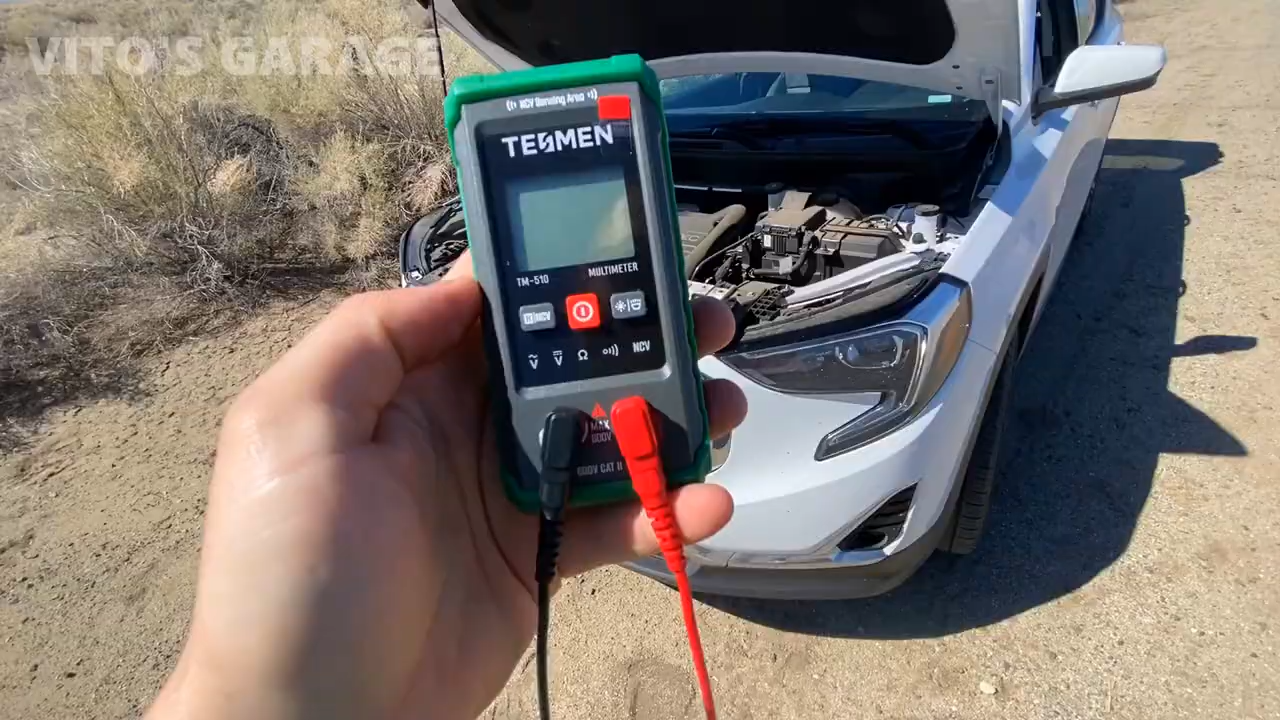 VITO'S GARAGE
NCV Sensing Area
TESMEN
TM-510 MULTIMETER
NCV
Ṽ V Ω NCV
MAX
600V
600V CAT II